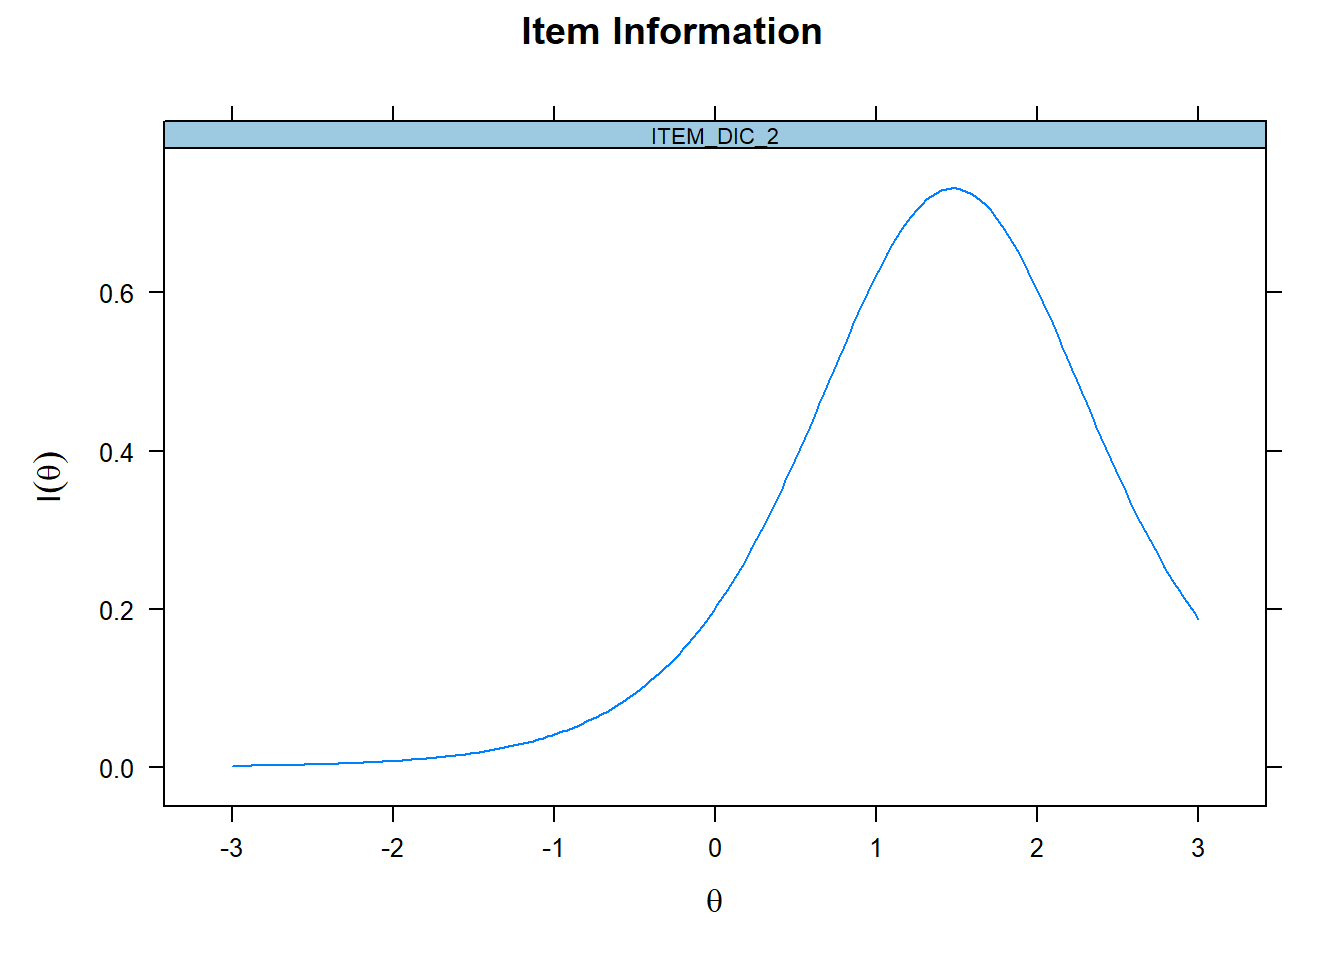 Item Information
ITEM_DIC_2
I(θ)
0.6
0.4
0.2
0.0
-3 -2 -1 0 1 2 3
θ